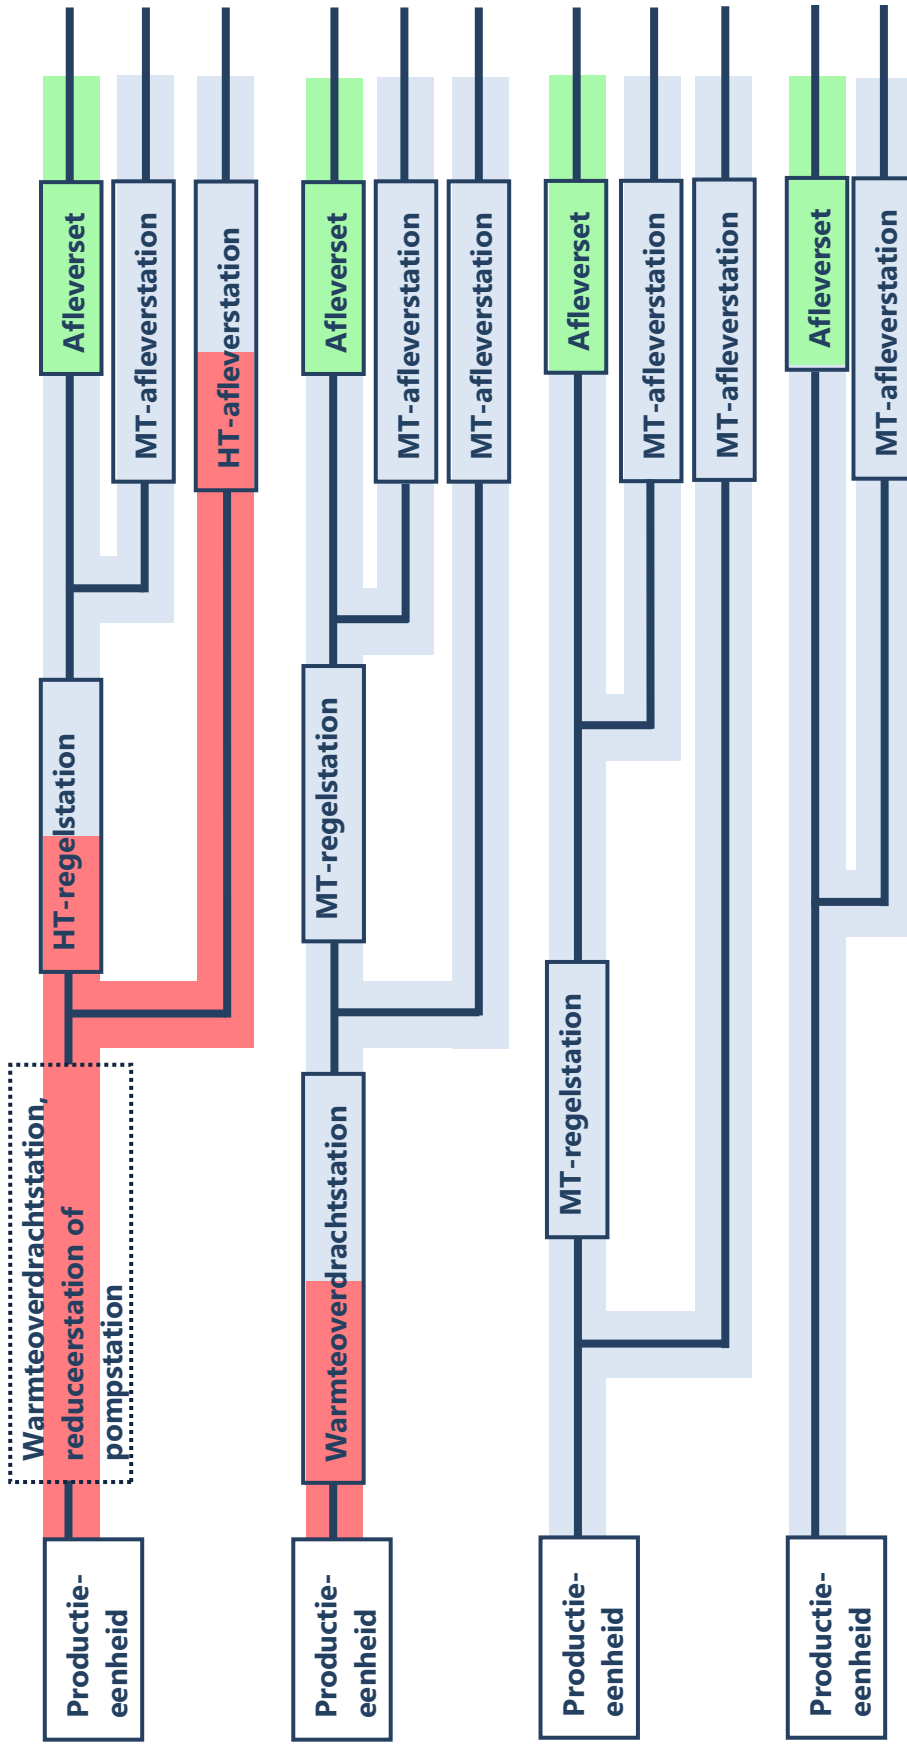 Productie-
eenheid
Warmteoverdrachtstation,
reduceerstation of
pompstation
HT-regelstation
Afleverset
MT-afleverstation
HT-afleverstation
Productie-
eenheid
Warmteoverdrachtstation
MT-regelstation
Afleverset
MT-afleverstation
MT-afleverstation
Productie-
eenheid
MT-regelstation
Afleverset
MT-afleverstation
MT-afleverstation
Productie-
eenheid
Afleverset
MT-afleverstation